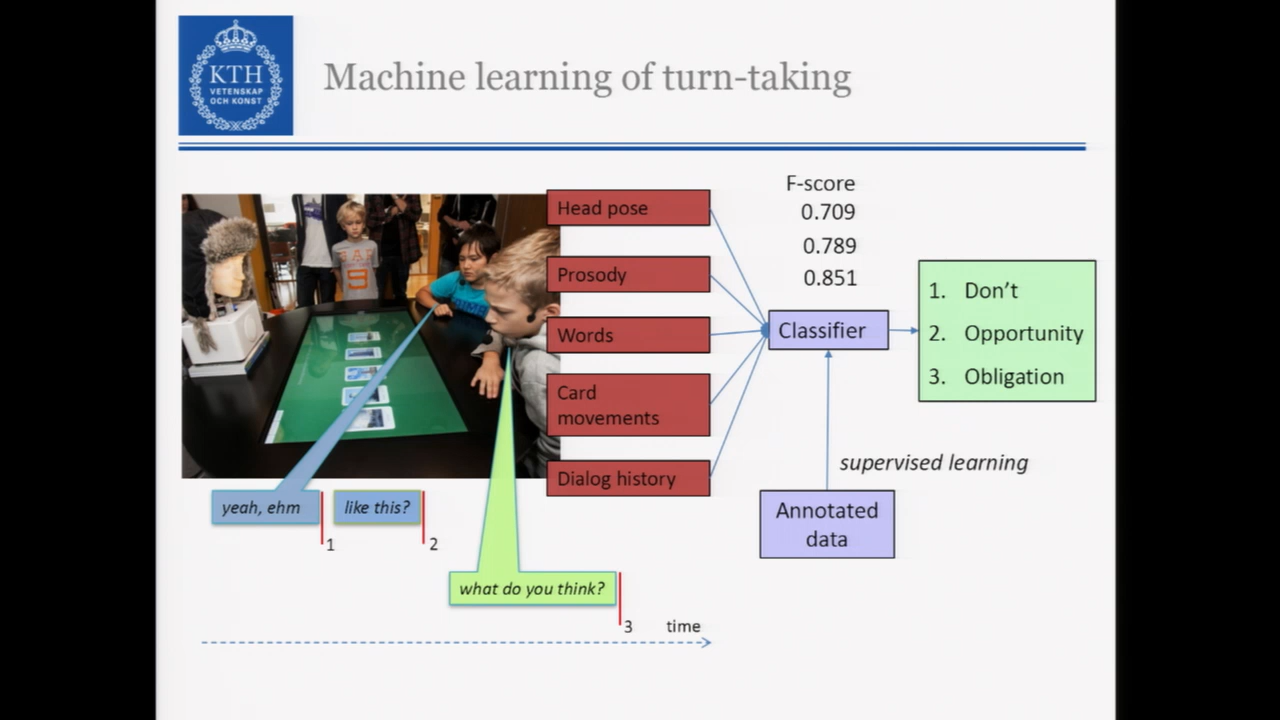 KTH
VETENSKAP
OCH KONST
Machine learning of turn-taking
F-score
0.709
0.789
0.851
Head pose
Prosody
Words
Card
movements
Dialog history
Classifier
1. Don't
2. Opportunity
3. Obligation
supervised learning
Annotated
data
yeah, ehm
1
like this?
2
what do you think?
3
time
GAP
9